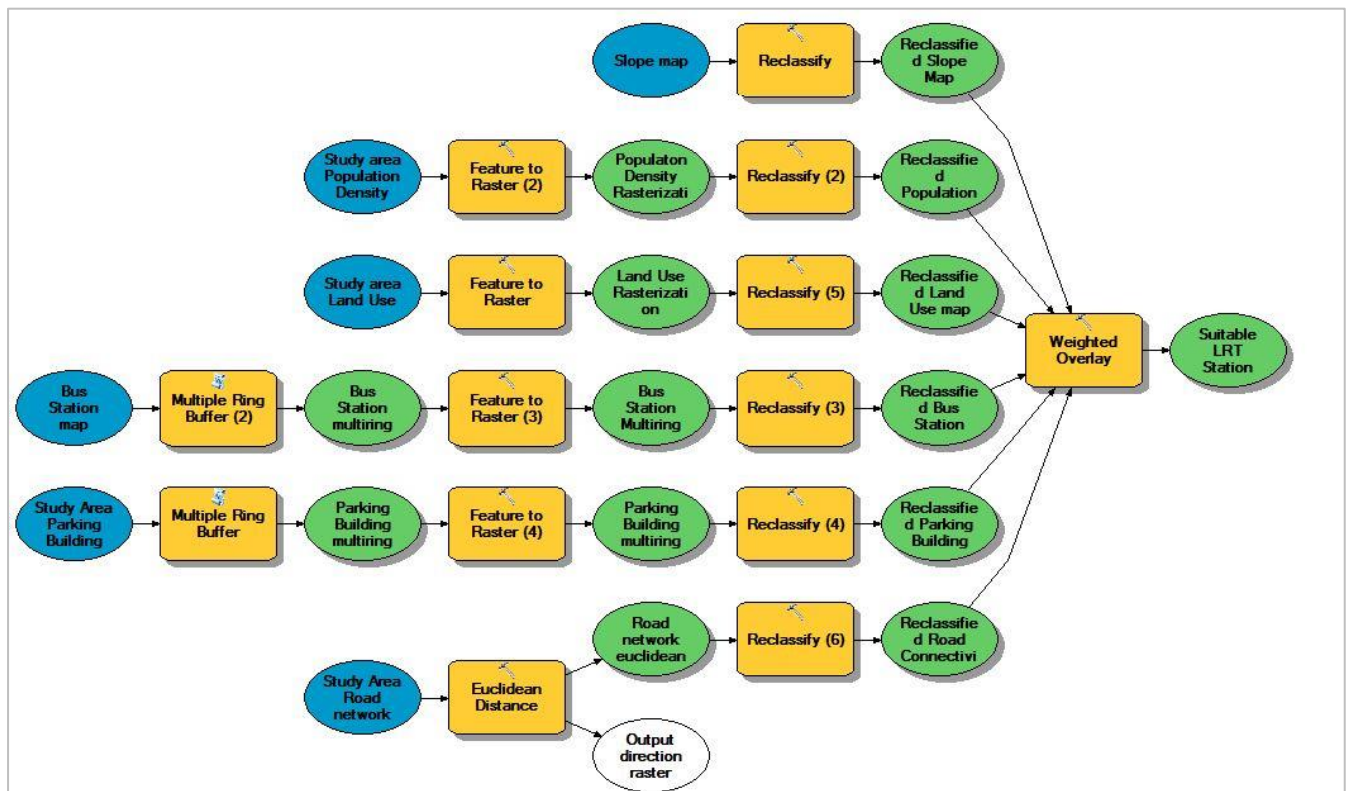 Slope map
Reclassify
Reclassifie
d Slope
Map
Study area
Population
Density
Feature to
Raster (2)
Populaton
Density
Rasterizati
Reclassify (2)
Reclassifie
d
Population
Study area
Land Use
Feature to
Raster
Land Use
Rasterizati
on
Reclassify (5)
Reclassifie
d Land
Use map
Weighted
Overlay
Suitable
LRT
Station
Bus
Station
map
Multiple Ring
Buffer (2)
Bus
Station
multiring
Feature to
Raster (3)
Bus
Station
Multiring
Reclassify (3)
Reclassifie
d Bus
Station
Study Area
Parking
Building
Multiple Ring
Buffer
Parking
Building
multiring
Feature to
Raster (4)
Parking
Building
multiring
Reclassify (4)
Reclassifie
d Parking
Building
Study Area
Road
network
Euclidean
Distance
Road
network
euclidean
Reclassify (6)
Reclassifie
d Road
Connectivi
Output
direction
raster